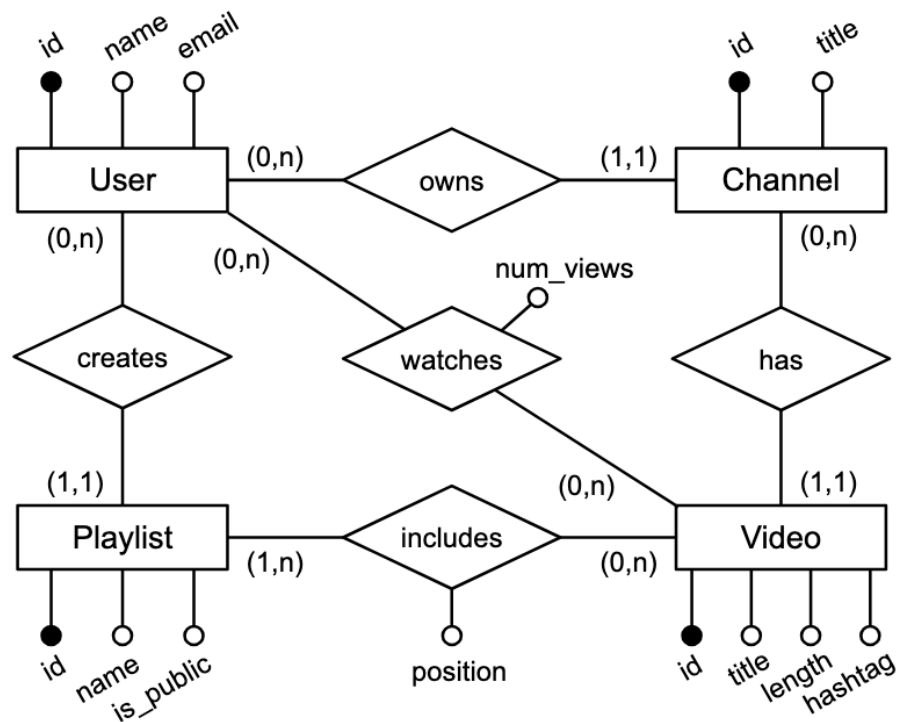 id
name
email
id
title
User
(0,n)
owns
(1,1)
Channel
(0,n)
(0,n)
(0,n)
num_views
creates
watches
has
(1,1)
(0,n)
(1,1)
Playlist
(1,n)
includes
(0,n)
Video
id
name
is_public
position
id
title
length
hashtag